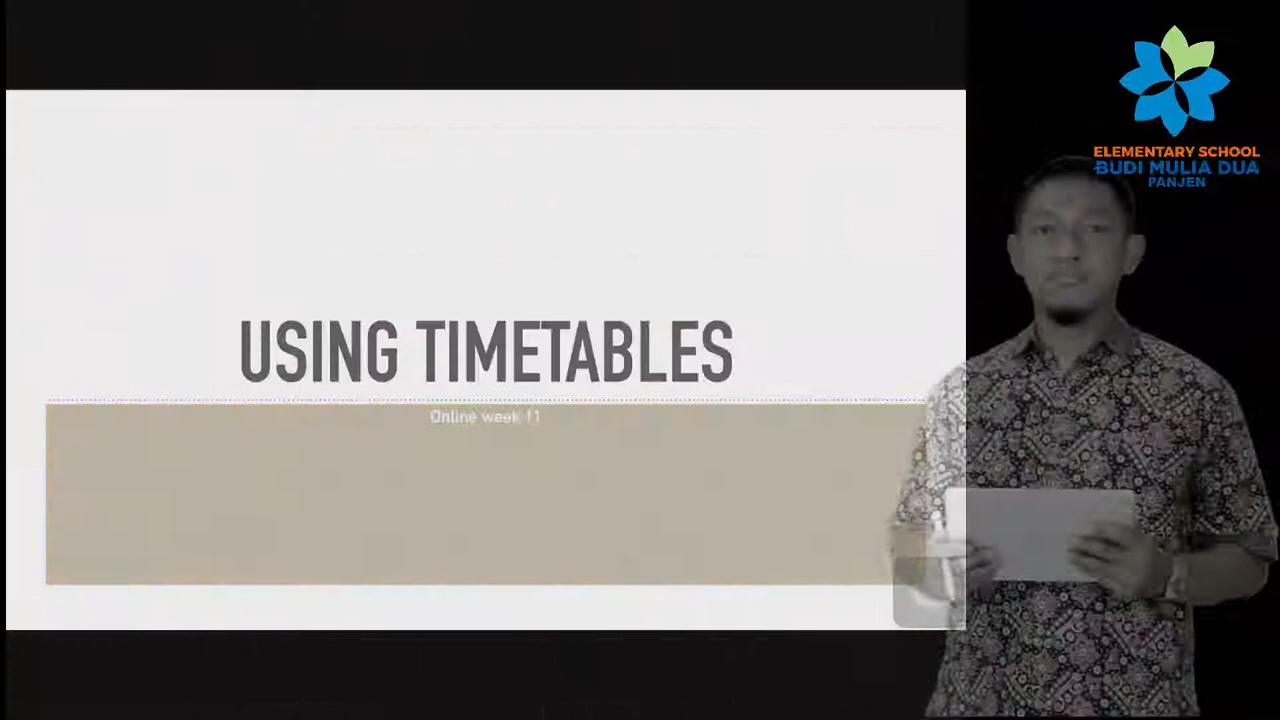 USING TIMETABLES
Online week 11
ELEMENTARY SCHOOL
BUDI MULIA DUA
PANJEN